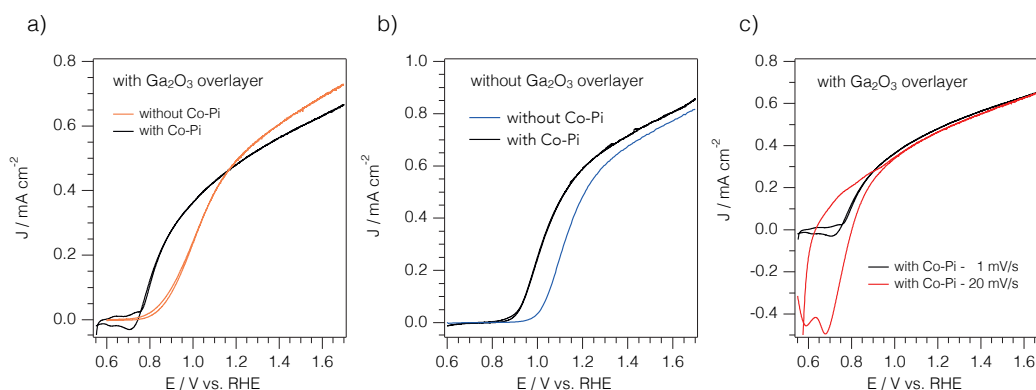 a)
0.8
0.6
0.4
0.2
0.0
J / mA cm⁻²
with Ga₂O₃ overlayer
without Co-Pi
with Co-Pi
0.6 0.8 1.0 1.2 1.4 1.6
E / V vs. RHE
b)
1.0
0.8
0.6
0.4
0.2
0.0
J / mA cm⁻²
without Ga₂O₃ overlayer
without Co-Pi
with Co-Pi
0.6 0.8 1.0 1.2 1.4 1.6
E / V vs. RHE
c)
0.8
0.6
0.4
0.2
0.0
-0.2
-0.4
J / mA cm⁻²
with Ga₂O₃ overlayer
with Co-Pi - 1 mV/s
with Co-Pi - 20 mV/s
0.6 0.8 1.0 1.2 1.4 1.6
E / V vs. RHE